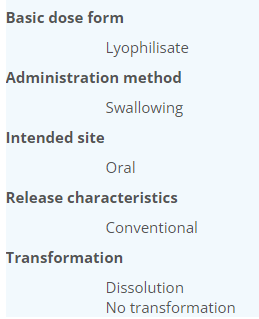 Basic dose form
Lyophilisate
Administration method
Swallowing
Intended site
Oral
Release characteristics
Conventional
Transformation
Dissolution
No transformation